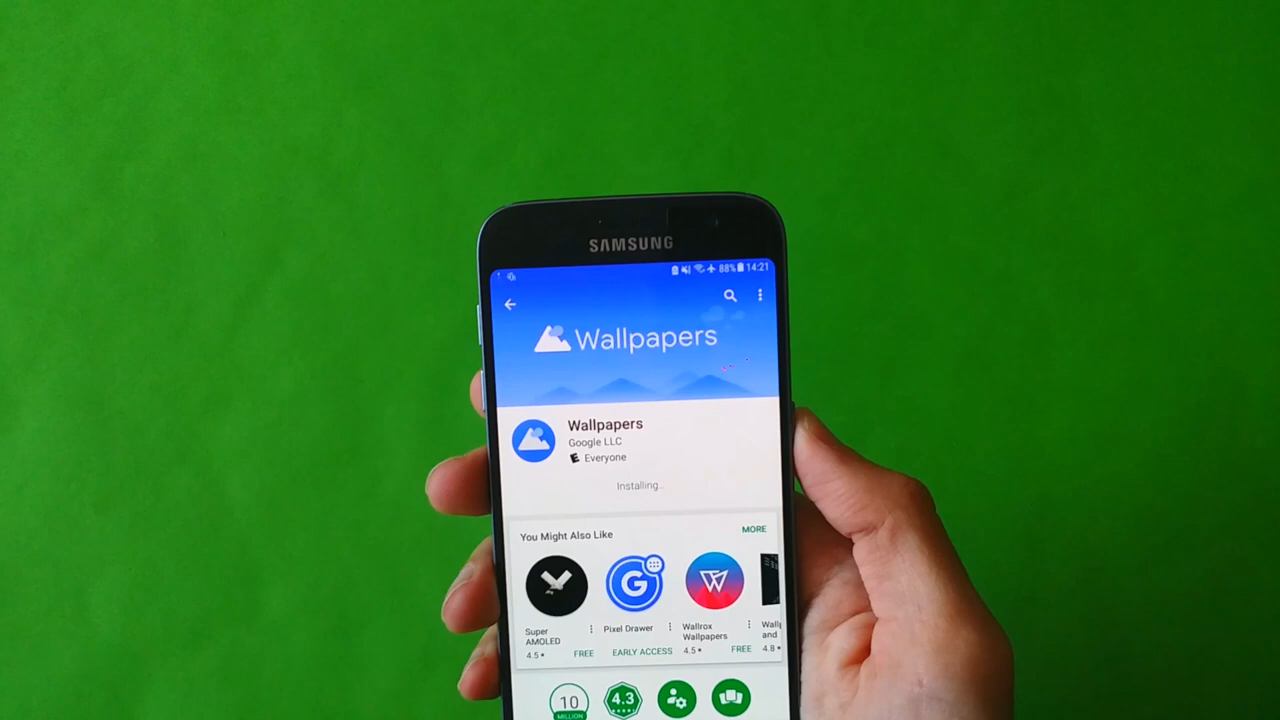 SAMSUNG
88% 14:21
Wallpapers
Wallpapers
Google LLC
E Everyone
Installing...
You Might Also Like
MORE
G
W
Super AMOLED
Pixel Drawer
Wallrox Wallpapers
and
4.5★ FREE
EARLY ACCESS
4.5★ FREE
4.8★
10 MILLION
4.3